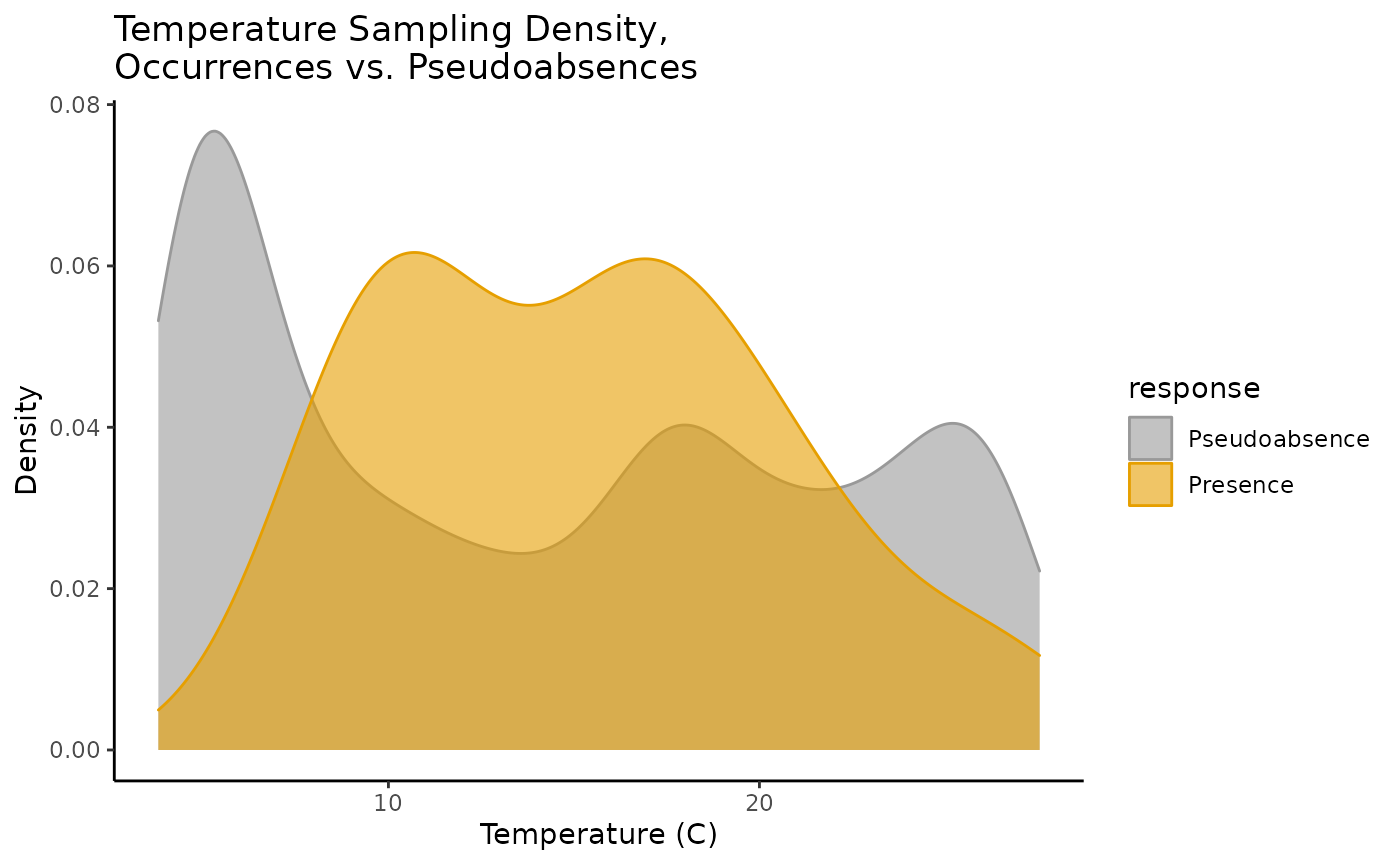 Temperature Sampling Density,
Occurrences vs. Pseudoabsences
0.08
0.06
0.04
0.02
0.00
Density
10
20
Temperature (C)
response
Pseudoabsence
Presence